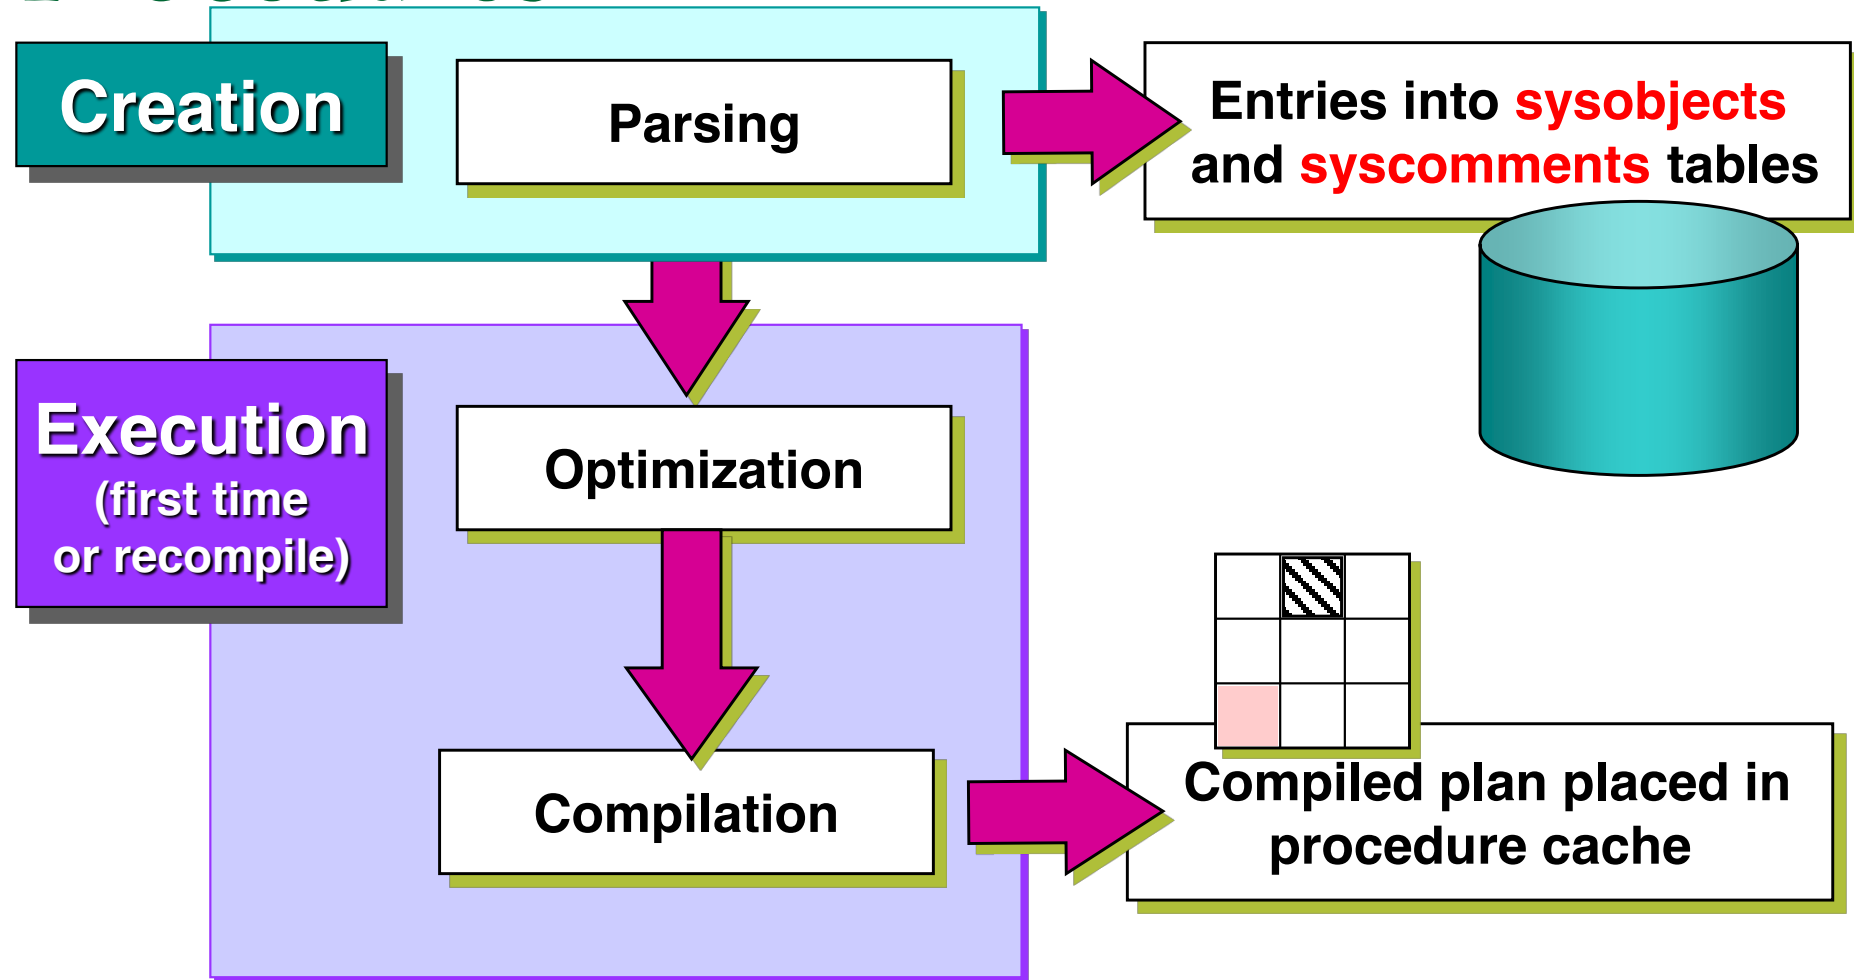 Creation
Parsing
Entries into sysobjects
and syscomments tables
Execution
(first time
or recompile)
Optimization
Compilation
Compiled plan placed in
procedure cache